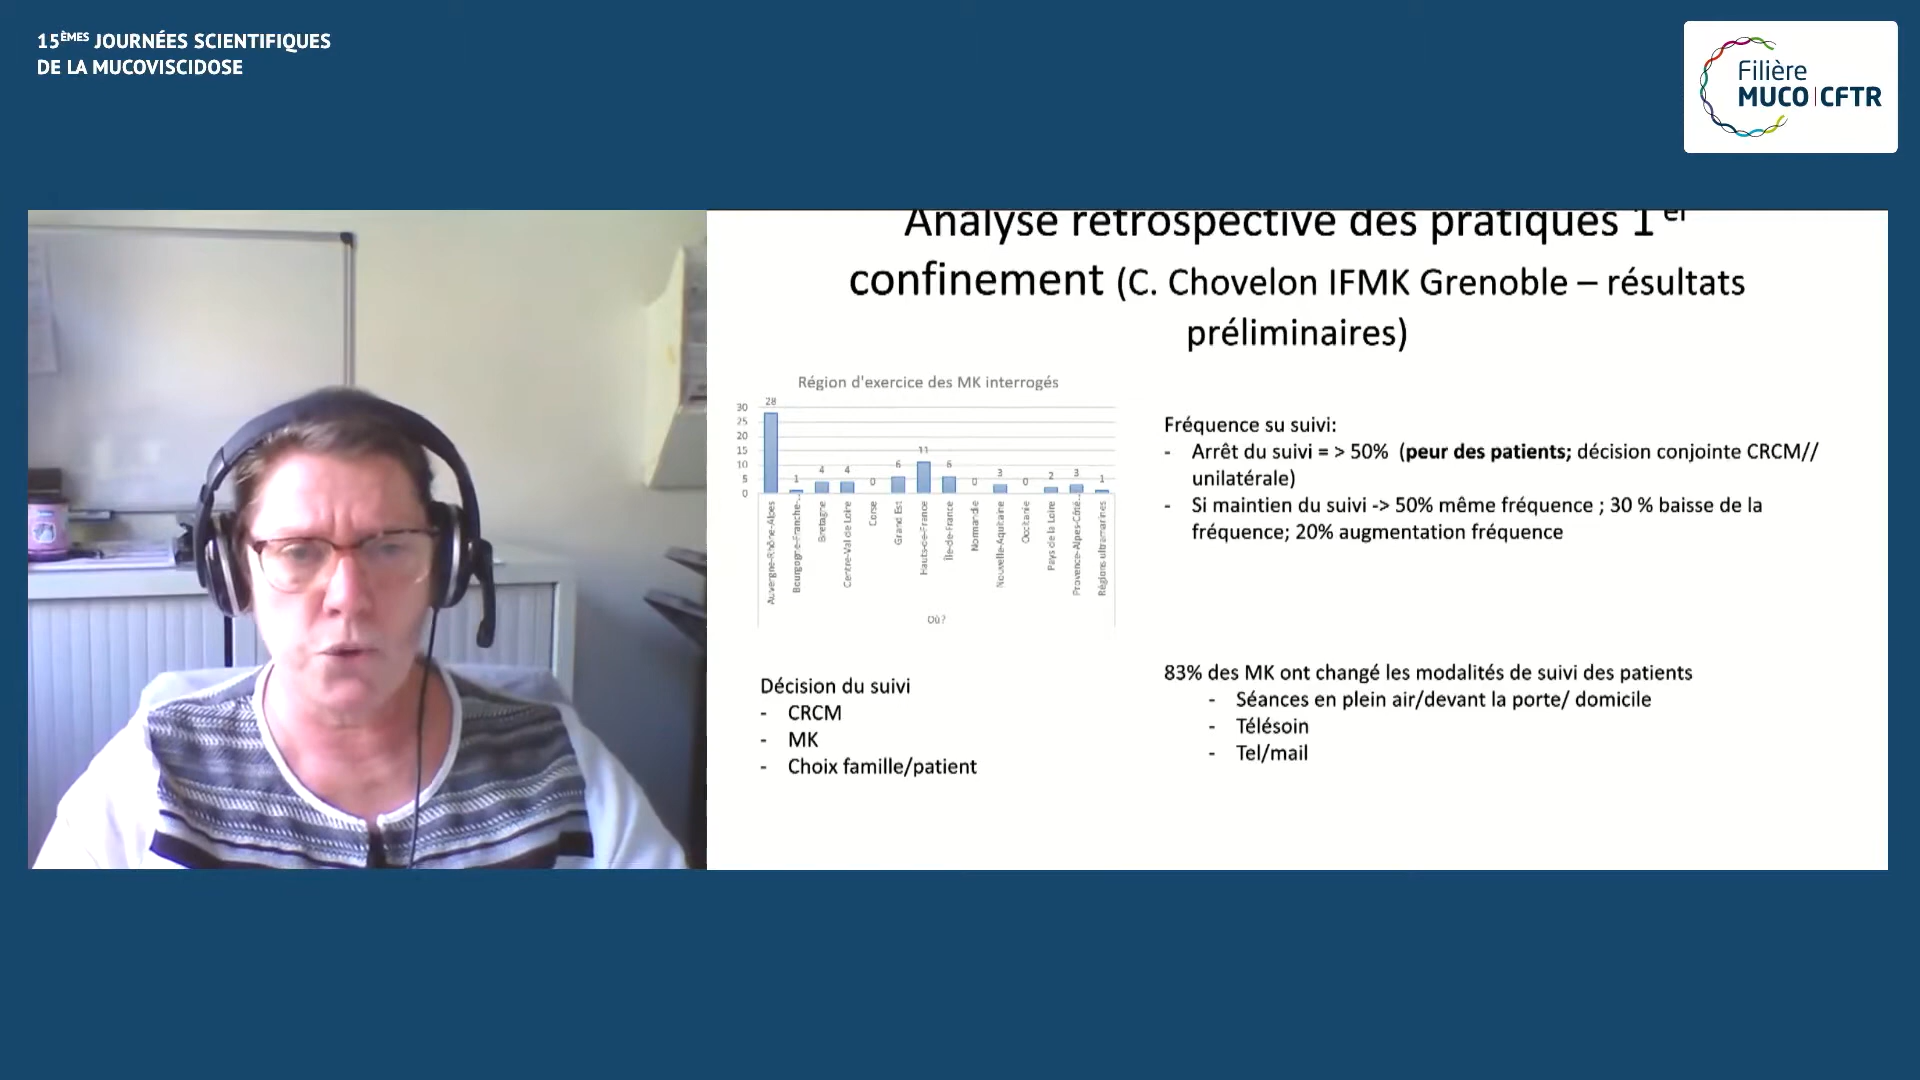 15ÈMES JOURNÉES SCIENTIFIQUES
DE LA MUCOVISCIDOSE
Filière
MUCO|CFTR
Analyse rétrospective des pratiques 1er
confinement (C. Chovelon IFMK Grenoble – résultats
préliminaires)
Région d'exercice des MK interrogés
30
25
20
15
10
5
0
28
1
4
4
0
6
11
6
0
3
0
2
3
1
Auvergne-Rhône-Alpes
Bourgogne-Franche-...
Bretagne
Centre-Val de Loire
Corse
Grand Est
Hauts-de-France
Île-de-France
Normandie
Nouvelle-Aquitaine
Occitanie
Pays de la Loire
Provence-Alpes-Côte...
Régions ultramarines
Où?
Fréquence su suivi:
- Arrêt du suivi = > 50% (peur des patients; décision conjointe CRCM//
unilatérale)
- Si maintien du suivi -> 50% même fréquence ; 30 % baisse de la
fréquence; 20% augmentation fréquence
Décision du suivi
- CRCM
- MK
- Choix famille/patient
83% des MK ont changé les modalités de suivi des patients
- Séances en plein air/devant la porte/ domicile
- Télésoin
- Tel/mail